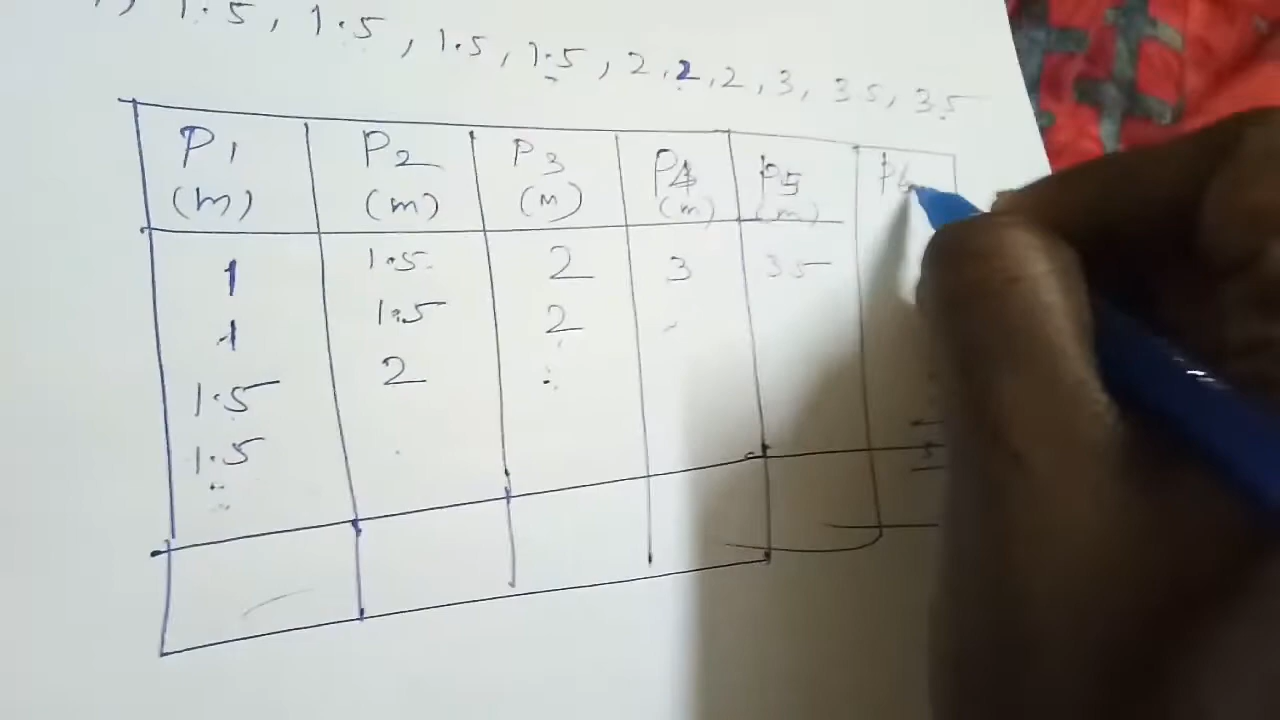 1.5, 1.5, 1.5, 1.5, 2, 2, 2, 3, 3.5, 3.5
P1 P2 P3 P4 P5 P6
(m) (m) (m) (m) (m)
1 1.5 2 3 3.5
1 1.5 2
1.5 2
1.5